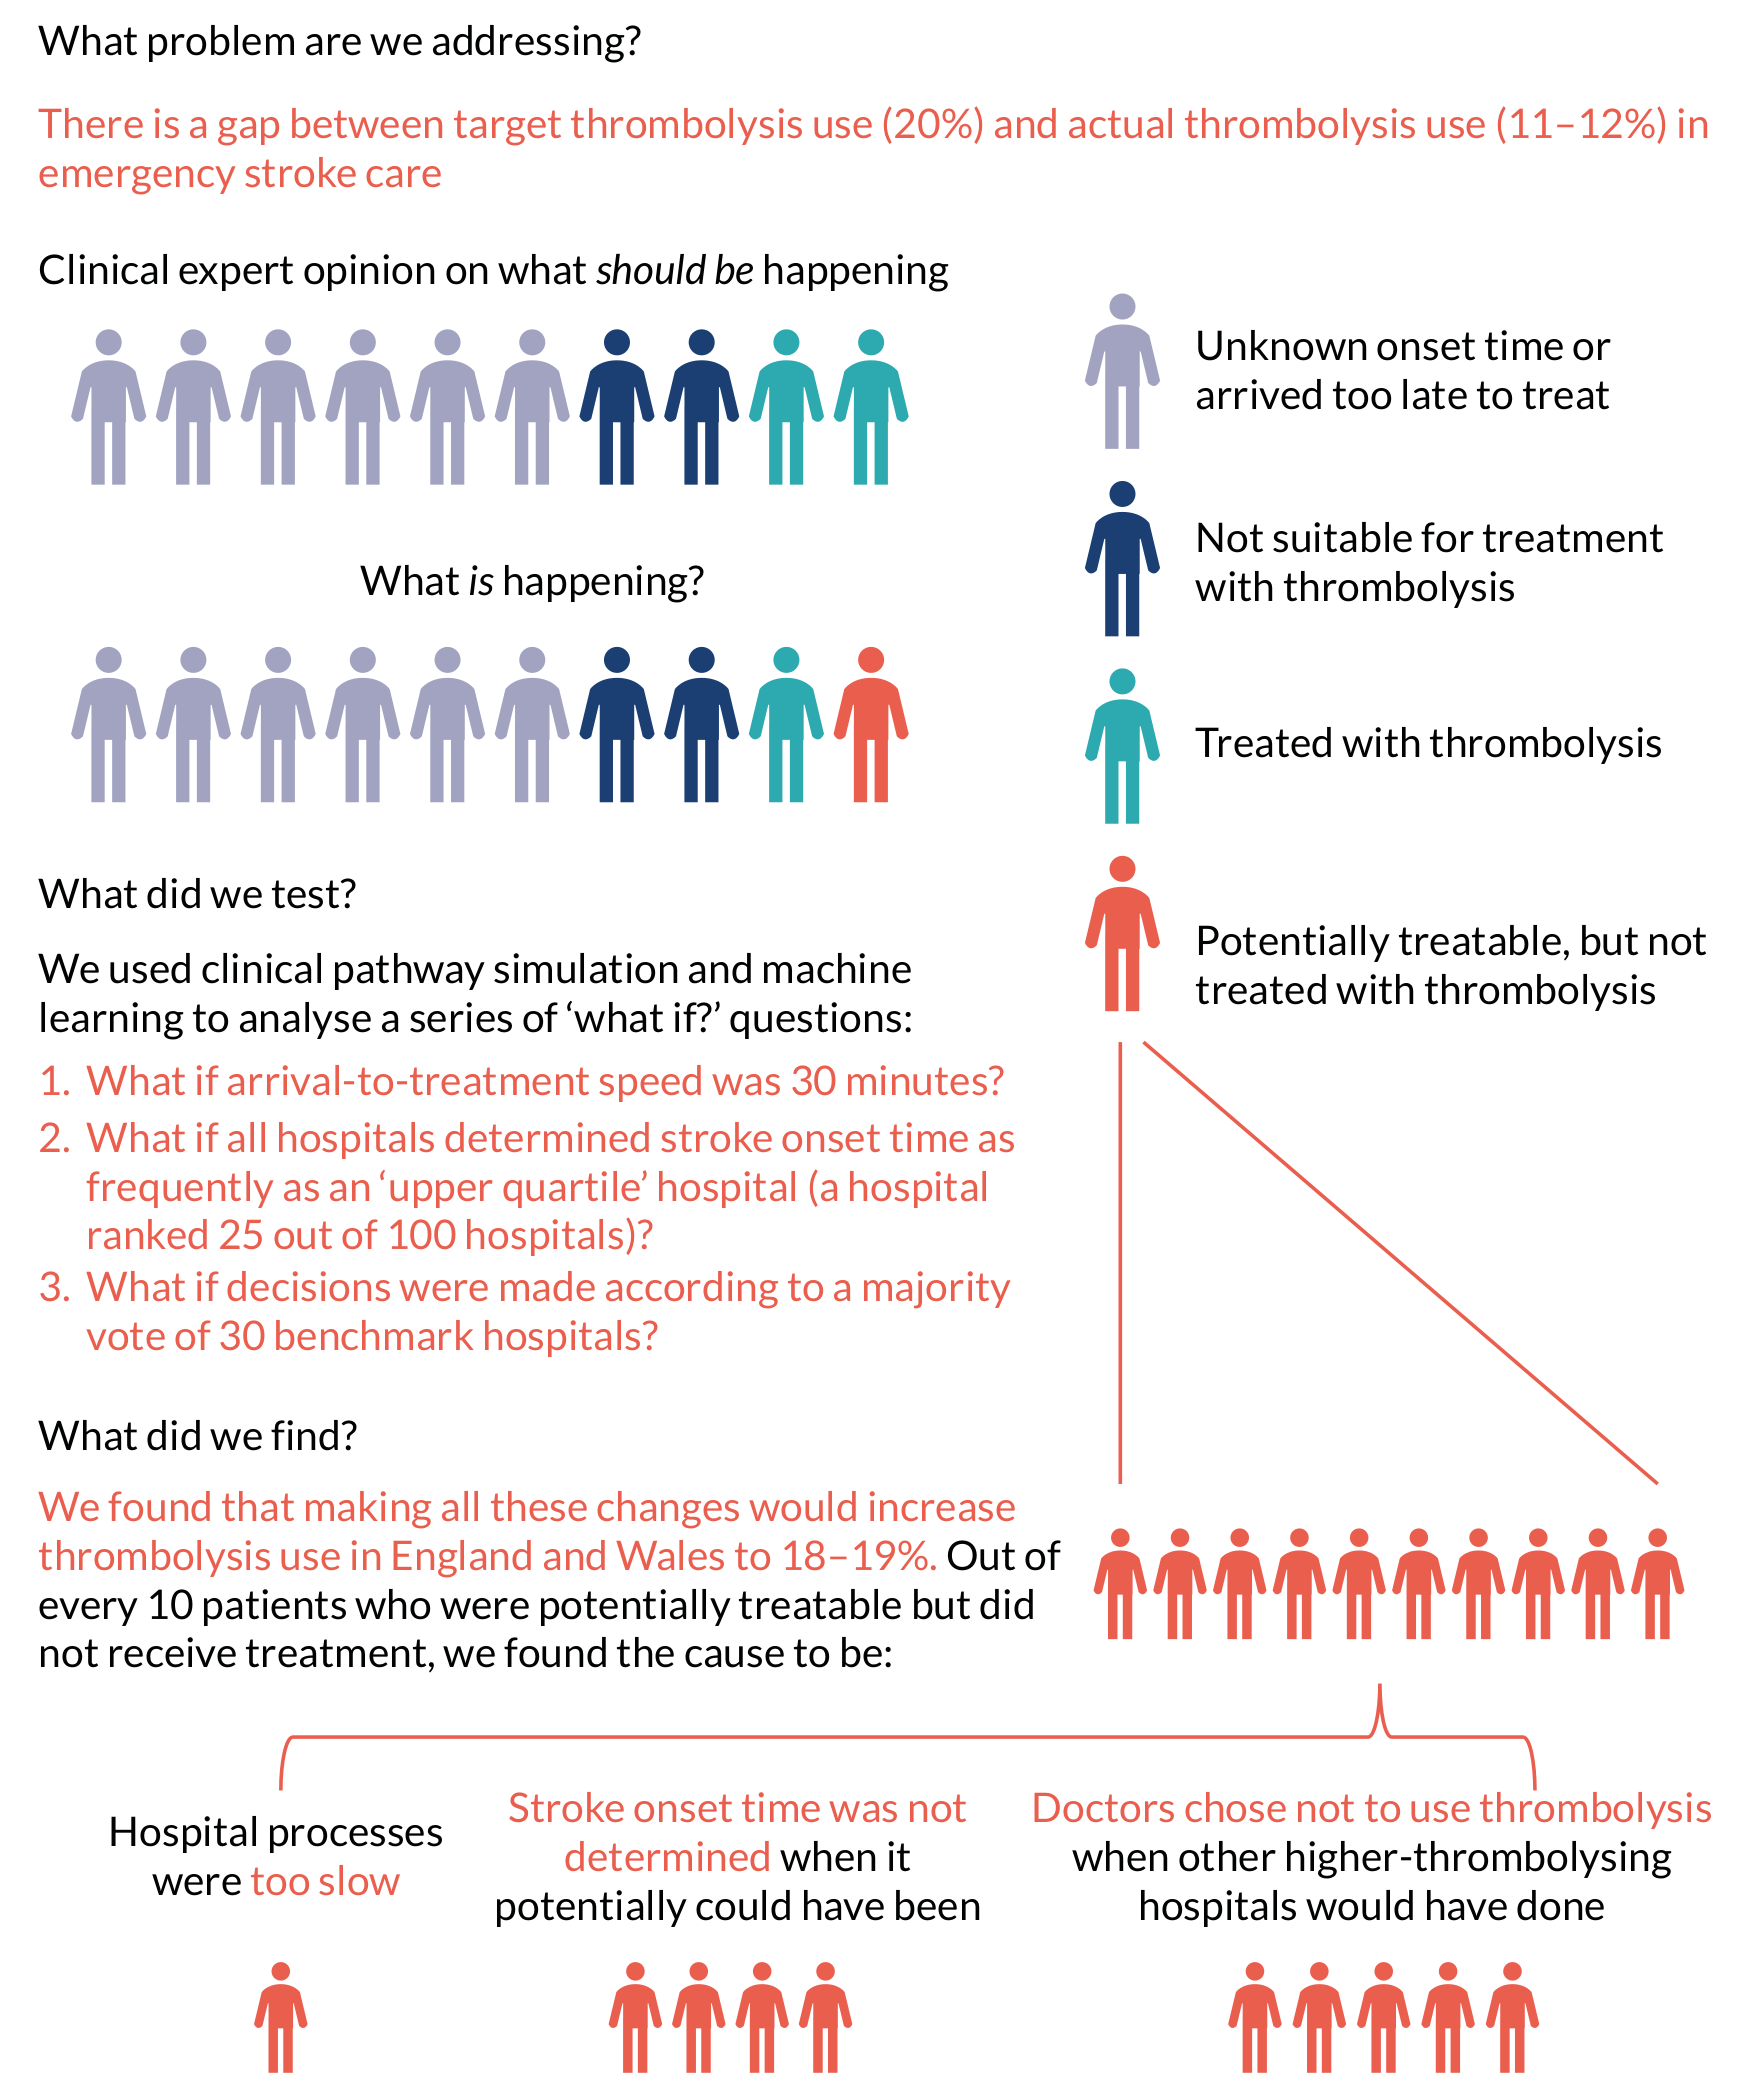 What problem are we addressing?
There is a gap between target thrombolysis use (20%) and actual thrombolysis use (11–12%) in
emergency stroke care
Clinical expert opinion on what should be happening
Unknown onset time or
arrived too late to treat
Not suitable for treatment
with thrombolysis
What is happening?
Treated with thrombolysis
Potentially treatable, but not
treated with thrombolysis
What did we test?
We used clinical pathway simulation and machine
learning to analyse a series of ‘what if?’ questions:
1. What if arrival-to-treatment speed was 30 minutes?
2. What if all hospitals determined stroke onset time as
frequently as an ‘upper quartile’ hospital (a hospital
ranked 25 out of 100 hospitals)?
3. What if decisions were made according to a majority
vote of 30 benchmark hospitals?
What did we find?
We found that making all these changes would increase
thrombolysis use in England and Wales to 18–19%. Out of
every 10 patients who were potentially treatable but did
not receive treatment, we found the cause to be:
Hospital processes
were too slow
Stroke onset time was not
determined when it
potentially could have been
Doctors chose not to use thrombolysis
when other higher-thrombolysing
hospitals would have done